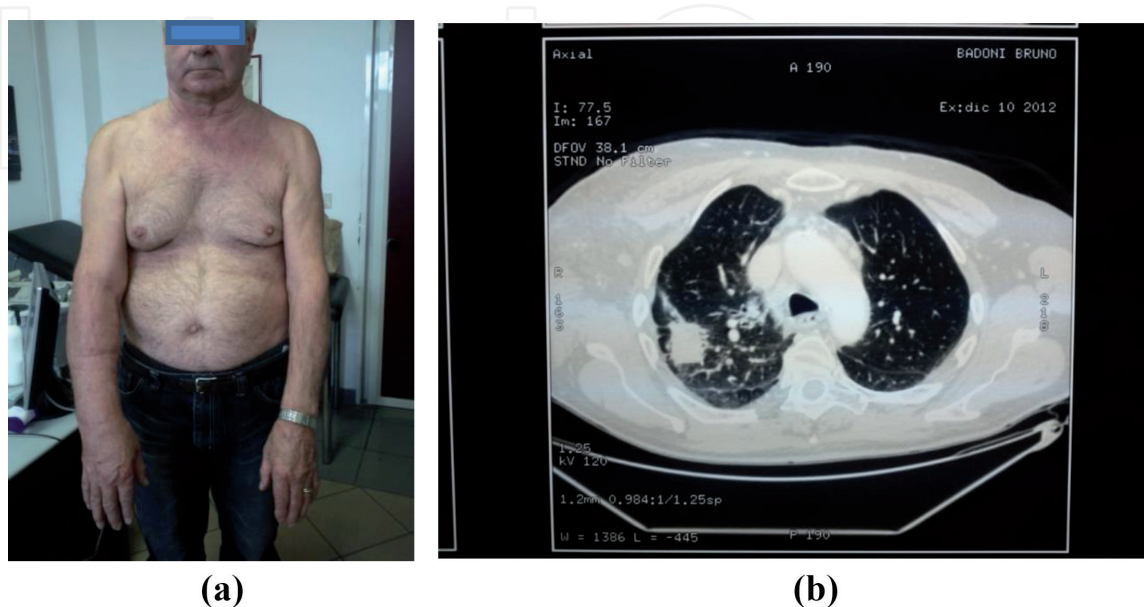 Axial
BADONI BRUNO
A 190
I: 77.5
Im: 167
Ex:dic 10 2012
DFOV 38.1 cm
STND No Filter
R
L
1.25
kV 120
1.2mm 0.984:1/1.25sp
W = 1386 L = -445
P 190
(a)
(b)